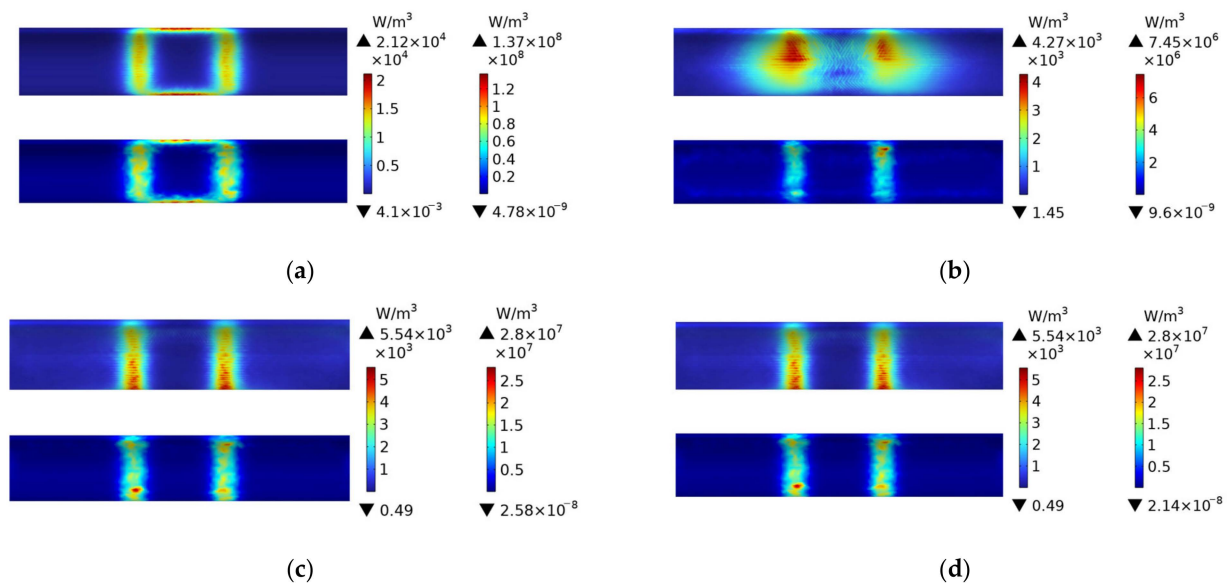 W/m³ W/m³
▲ 2.12×10⁴ ▲ 1.37×10⁸
×10⁴ ×10⁸
2
1.5
1
0.5
1.2
1
0.8
0.6
0.4
0.2
▼ 4.1×10⁻³ ▼ 4.78×10⁻⁹
(a)
W/m³ W/m³
▲ 4.27×10³ ▲ 7.45×10⁶
×10³ ×10⁶
4
3
2
1
6
4
2
▼ 1.45 ▼ 9.6×10⁻⁹
(b)
W/m³ W/m³
▲ 5.54×10³ ▲ 2.8×10⁷
×10³ ×10⁷
5
4
3
2
1
2.5
2
1.5
1
0.5
▼ 0.49 ▼ 2.58×10⁻⁸
(c)
W/m³ W/m³
▲ 5.54×10³ ▲ 2.8×10⁷
×10³ ×10⁷
5
4
3
2
1
2.5
2
1.5
1
0.5
▼ 0.49 ▼ 2.14×10⁻⁸
(d)